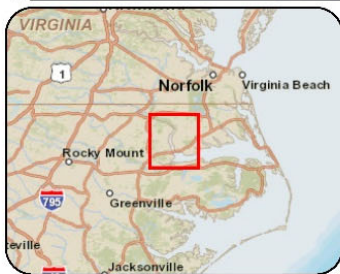 VIRGINIA
1
Norfolk
Virginia Beach
Rocky Mount
795
Greenville
Jacksonville